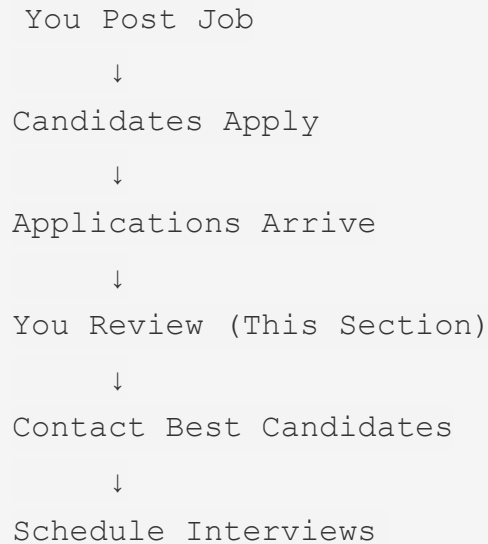 You Post Job
↓
Candidates Apply
↓
Applications Arrive
↓
You Review (This Section)
↓
Contact Best Candidates
↓
Schedule Interviews